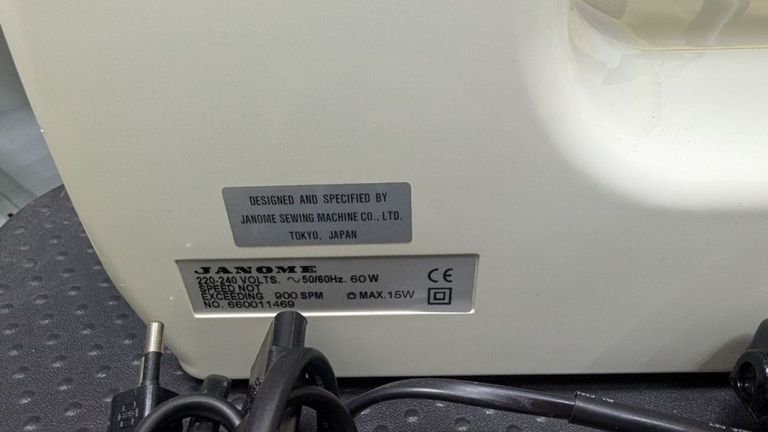 DESIGNED AND SPECIFIED BY
JANOME SEWING MACHINE CO., LTD.
TOKYO, JAPAN
JANOME
220-240 VOLTS. ~ 50/60Hz. 60W
SPEED NOT
EXCEEDING 900 SPM MAX.15W
NO. 660011469
CE